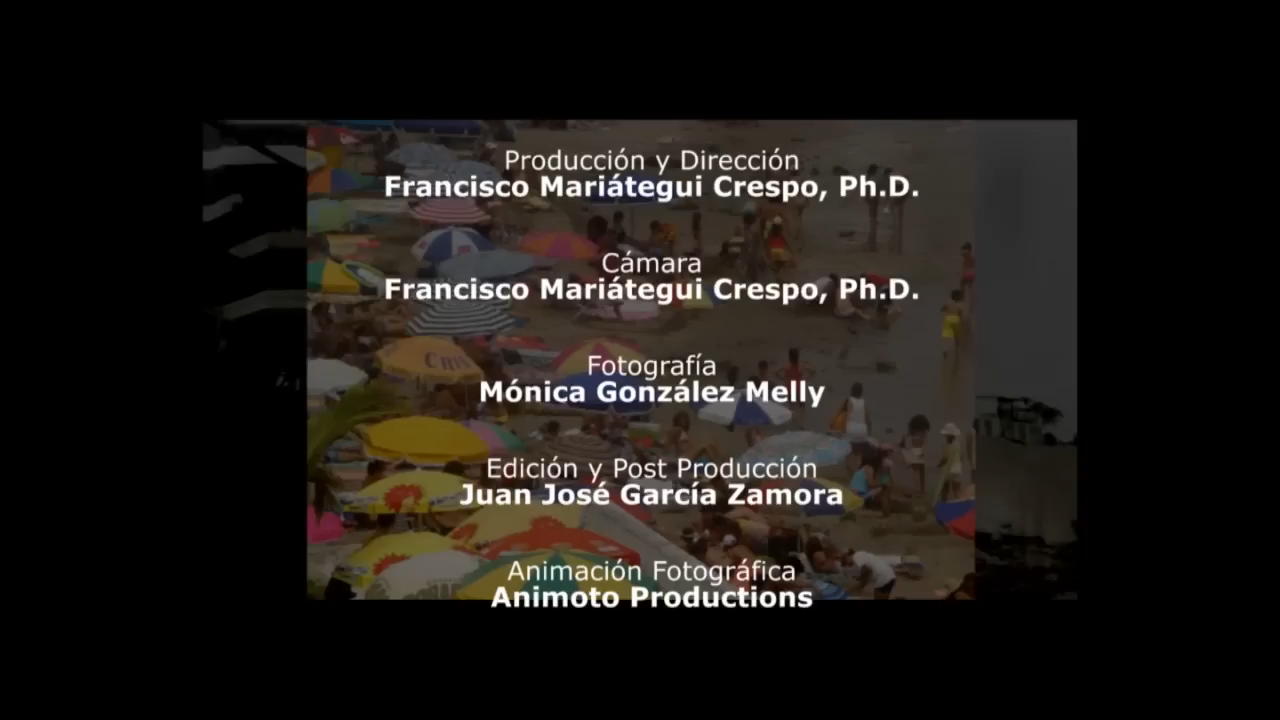 Producción y Dirección
Francisco Mariátegui Crespo, Ph.D.
Cámara
Francisco Mariátegui Crespo, Ph.D.
Fotografía
Mónica González Melly
Edición y Post Producción
Juan José García Zamora
Animación Fotográfica
Animoto Productions